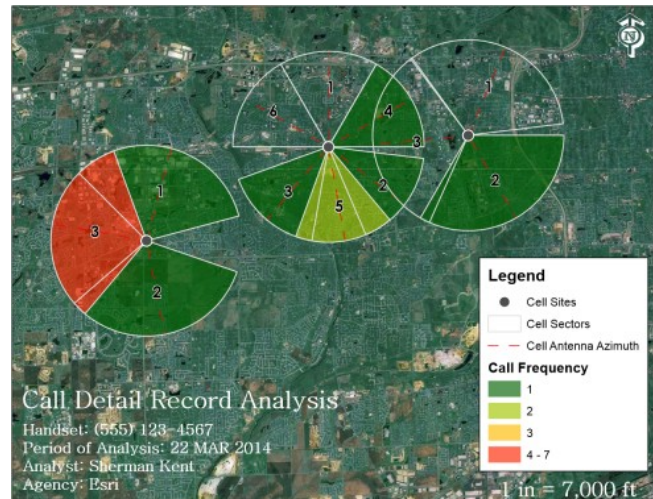 N
1
6
4
1
3
3
2
2
5
1
3
2
Legend
Cell Sites
Cell Sectors
Cell Antenna Azimuth
Call Frequency
1
2
3
4 - 7
Call Detail Record Analysis
Handset: (555) 123-4567
Period of Analysis: 22 MAR 2014
Analyst: Sherman Kent
Agency: Esri
1 in = 7,000 ft